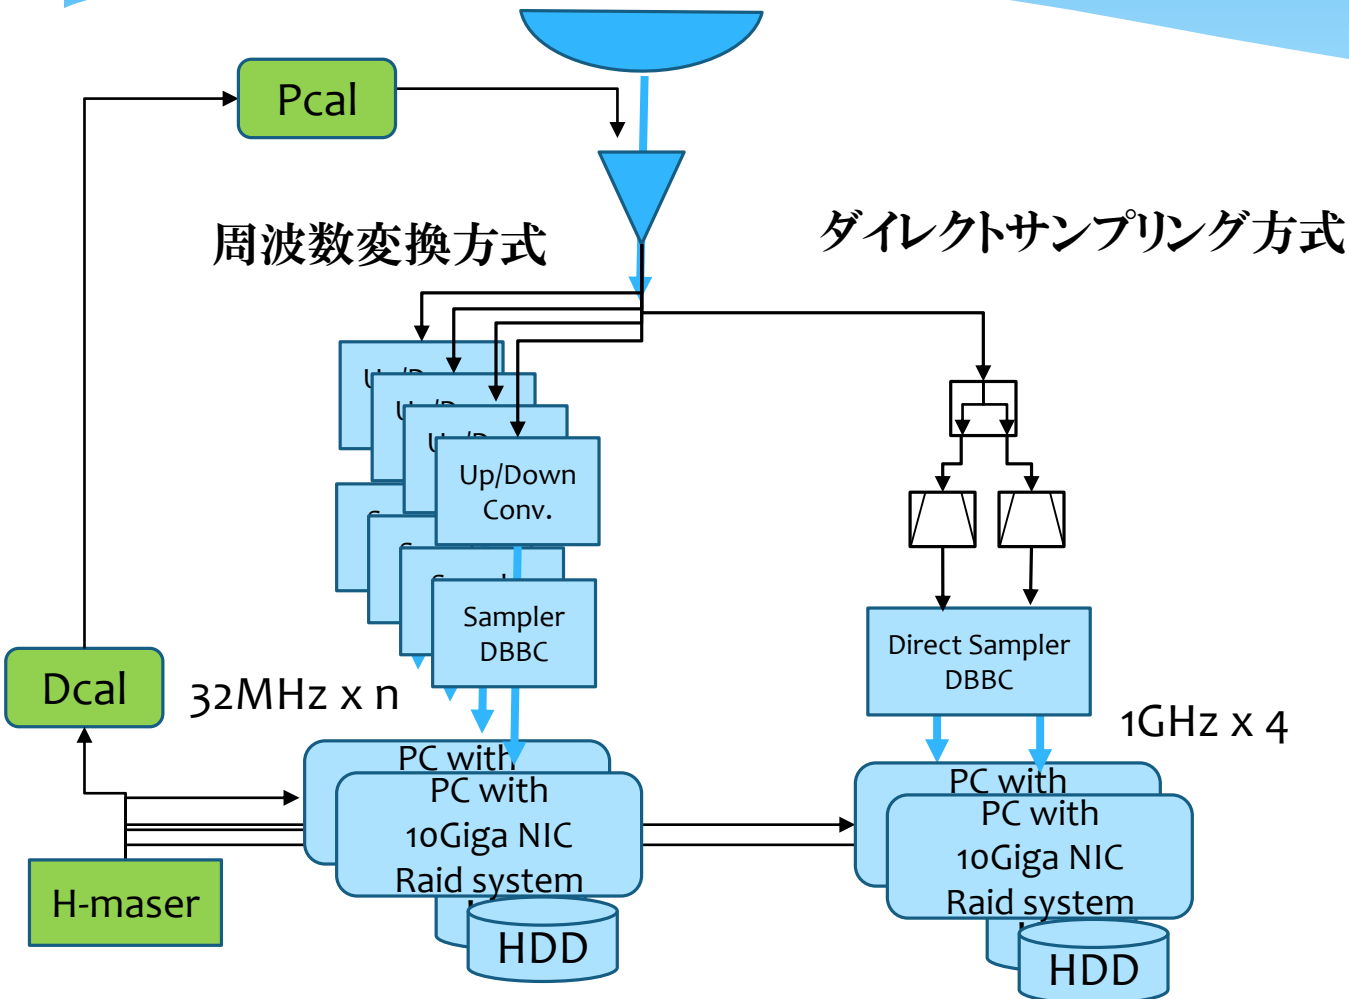 Pcal
周波数変換方式
ダイレクトサンプリング方式
Up/Down
Conv.
Sampler
DBBC
Direct Sampler
DBBC
Dcal
32MHz x n
1GHz x 4
PC with
PC with
10Giga NIC
Raid system
PC with
PC with
10Giga NIC
Raid system
H-maser
HDD
HDD